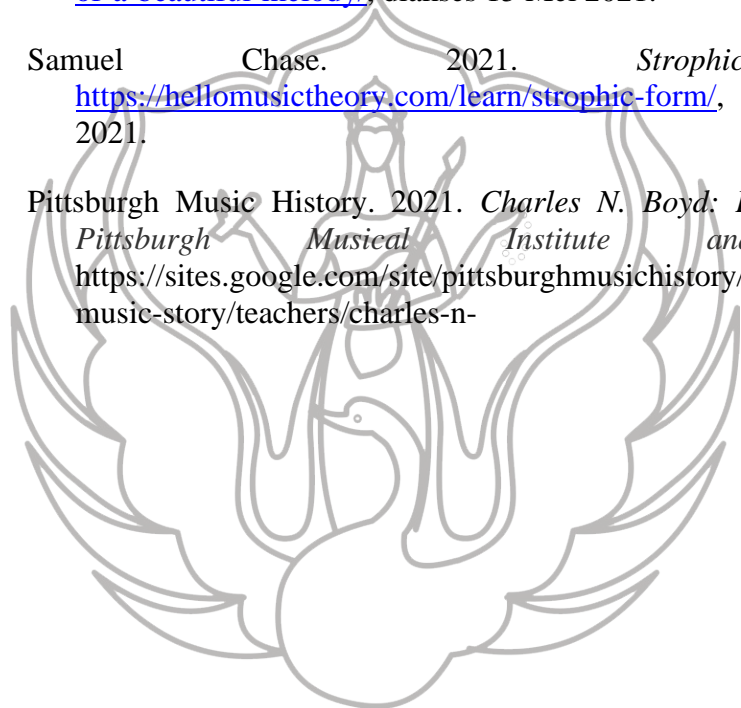 of-a-beautiful-melody/, diakses 15 Mei 2021.
Samuel Chase. 2021. Strophic
https://hellomusictheory.com/learn/strophic-form/,
2021.
Pittsburgh Music History. 2021. Charles N. Boyd:
Pittsburgh Musical Institute and
https://sites.google.com/site/pittsburghmusichistory/
music-story/teachers/charles-n-